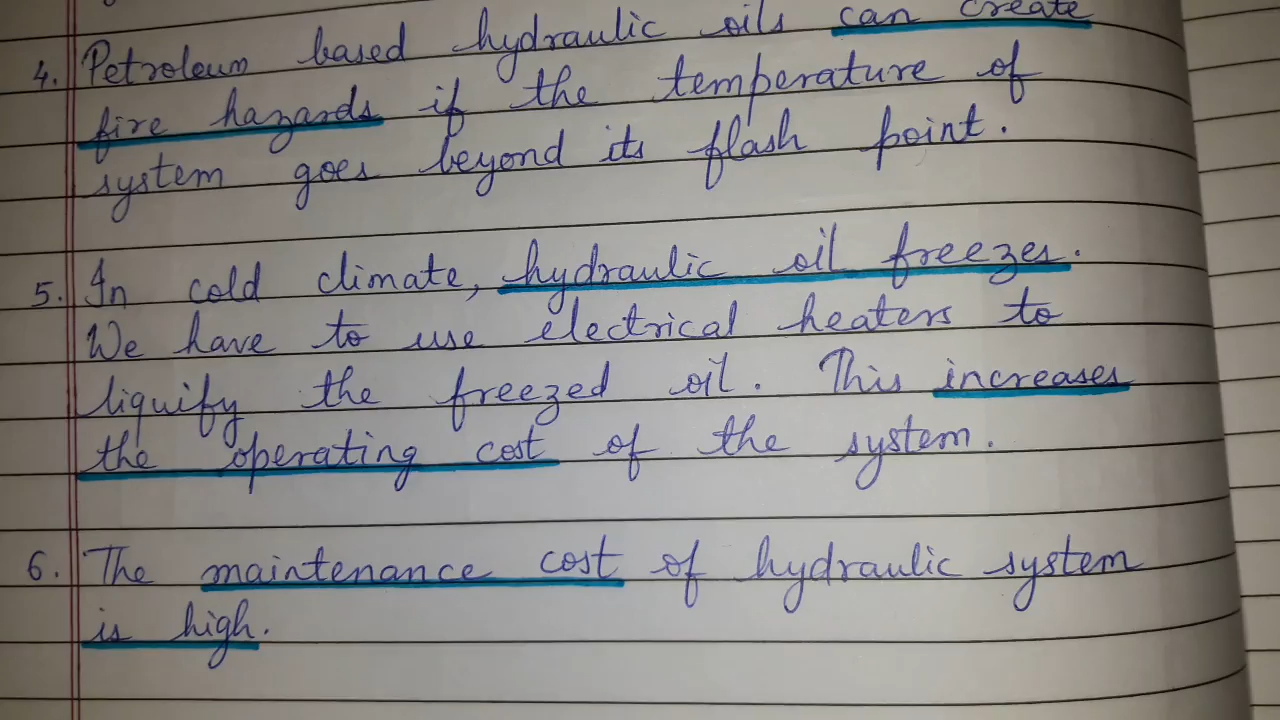 4. Petroleum based hydraulic oils can create
fire hazards if the temperature of
system goes beyond its flash point.
5. In cold climate, hydraulic oil freezes.
We have to use electrical heaters to
liquify the freezed oil. This increases
the operating cost of the system.
6. The maintenance cost of hydraulic system
is high.